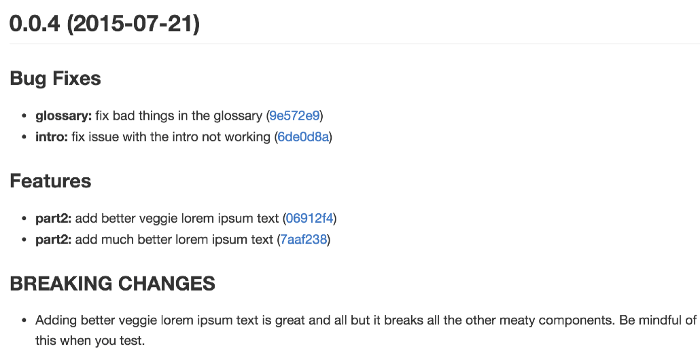 0.0.4 (2015-07-21)
Bug Fixes
• glossary: fix bad things in the glossary (9e572e9)
• intro: fix issue with the intro not working (6de0d8a)
Features
• part2: add better veggie lorem ipsum text (06912f4)
• part2: add much better lorem ipsum text (7aaf238)
BREAKING CHANGES
• Adding better veggie lorem ipsum text is great and all but it breaks all the other meaty components. Be mindful of
this when you test.